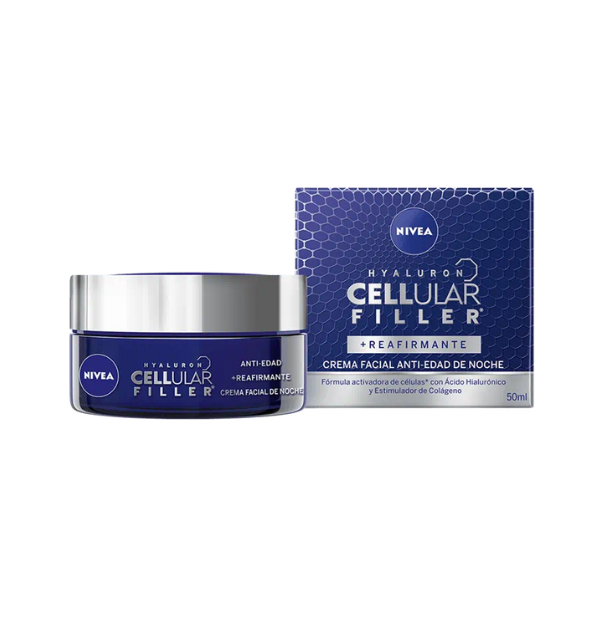 NIVEA
HYALURON
CELLULAR
FILLER®
+REAFIRMANTE
CREMA FACIAL ANTI-EDAD DE NOCHE
Fórmula activadora de células* con Ácido Hialurónico
y Estimulador de Colágeno
50ml
NIVEA
HYALURON
CELLULAR
FILLER®
ANTI-EDAD
+REAFIRMANTE
CREMA FACIAL DE NOCHE